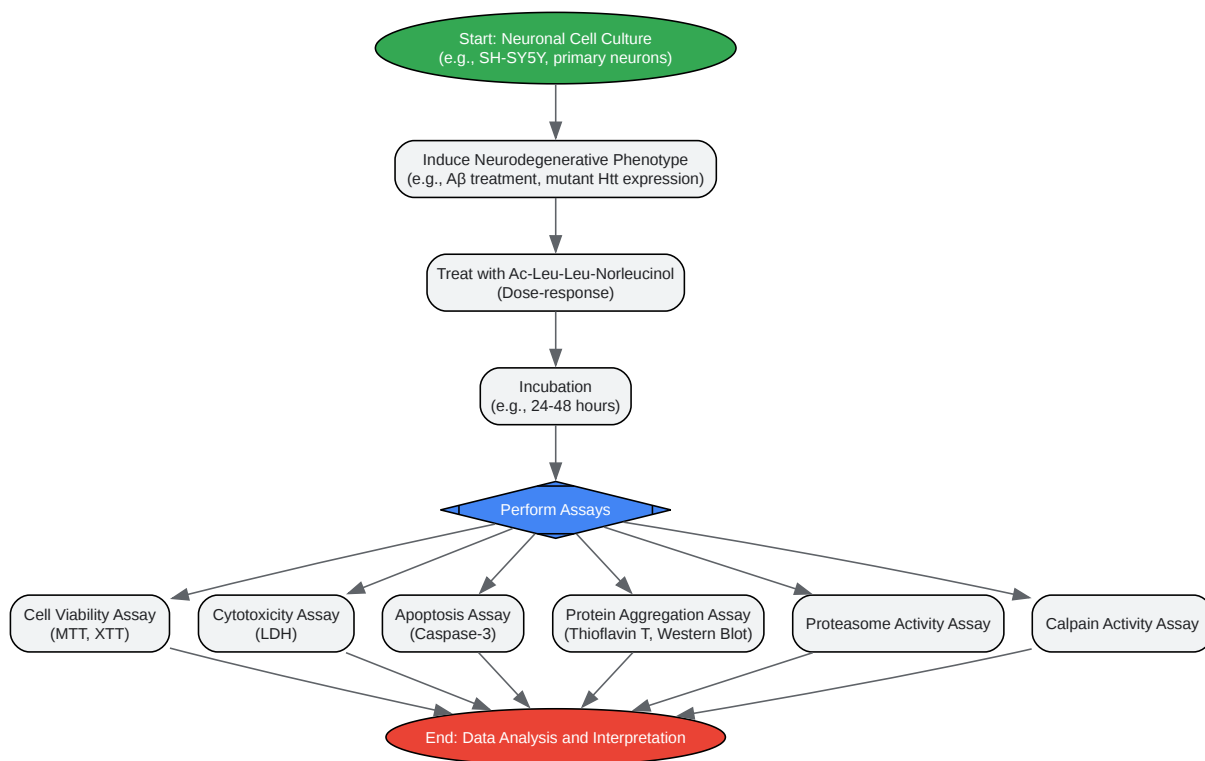 Start: Neuronal Cell Culture
(e.g., SH-SY5Y, primary neurons)
Induce Neurodegenerative Phenotype
(e.g., Aβ treatment, mutant Htt expression)
Treat with Ac-Leu-Leu-Norleucinol
(Dose-response)
Incubation
(e.g., 24-48 hours)
Perform Assays
Cell Viability Assay
(MTT, XTT)
Cytotoxicity Assay
(LDH)
Apoptosis Assay
(Caspase-3)
Protein Aggregation Assay
(Thioflavin T, Western Blot)
Proteasome Activity Assay
Calpain Activity Assay
End: Data Analysis and Interpretation